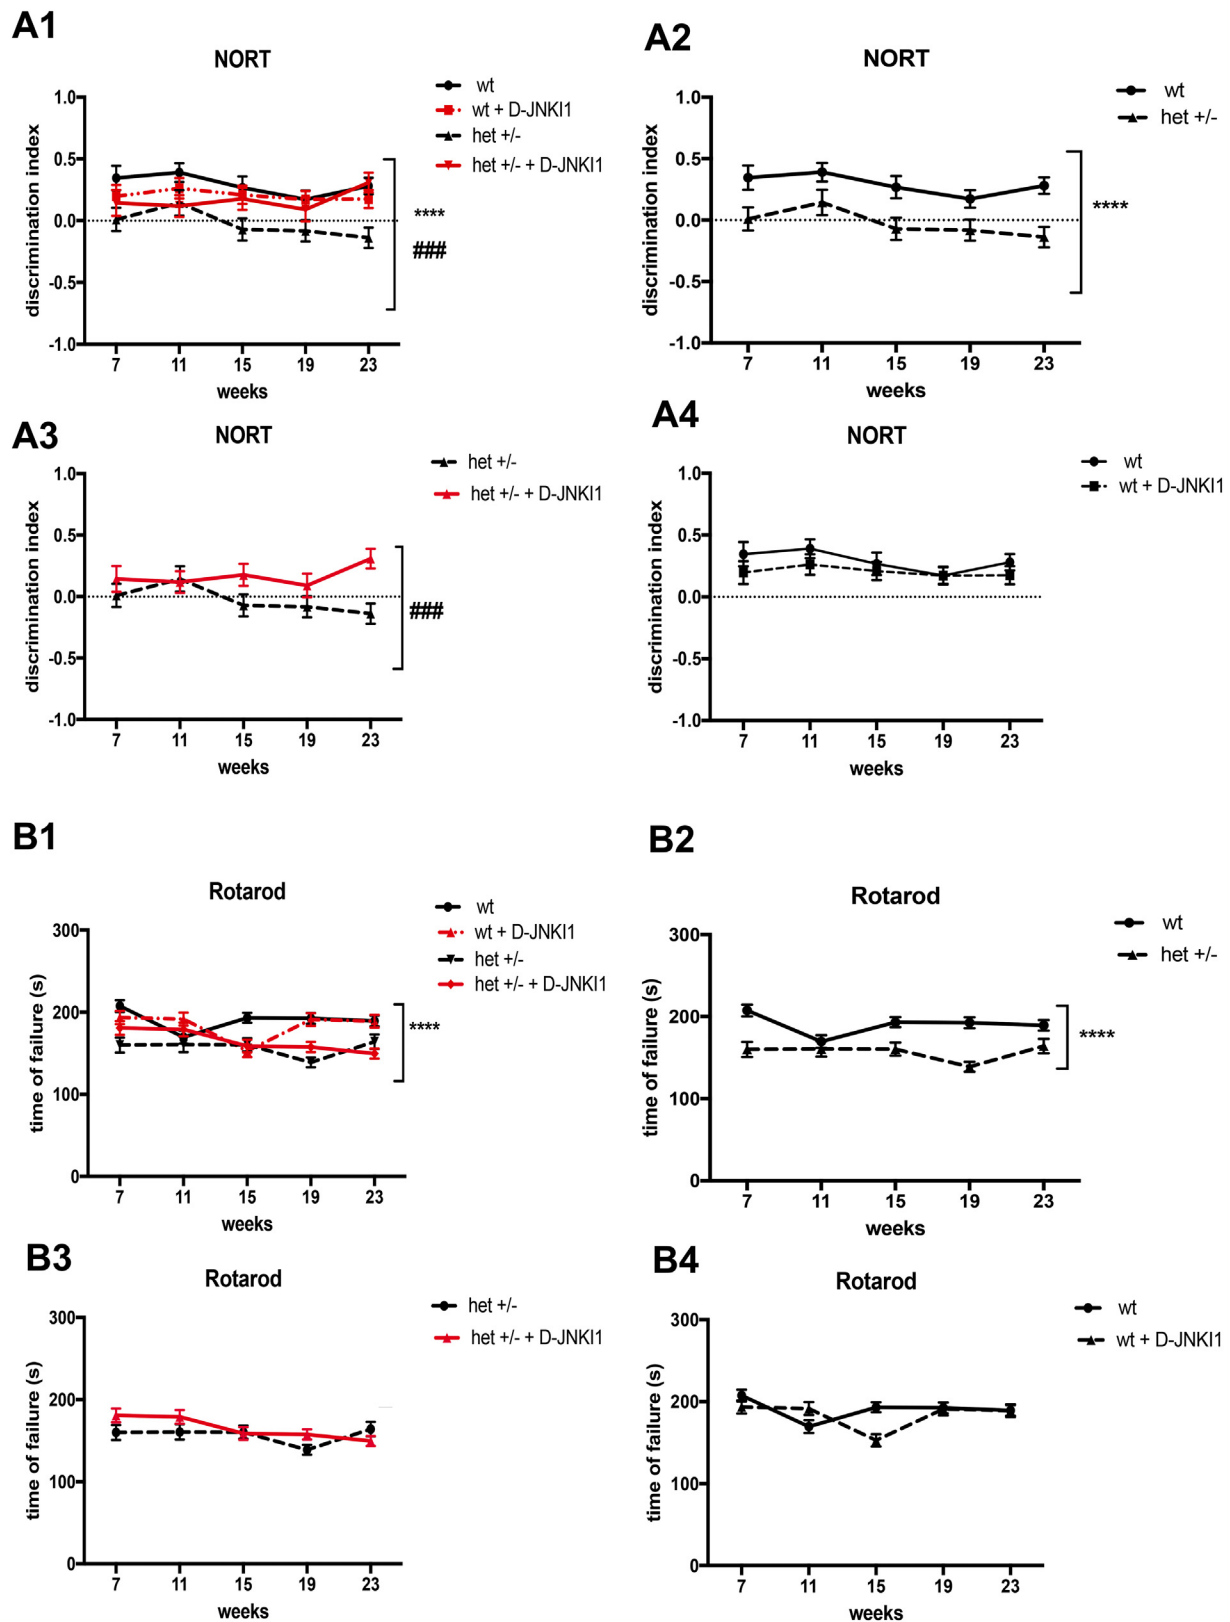 A1
NORT
wt
wt + D-JNKI1
het +/-
het +/- + D-JNKI1
1.0
0.5
0.0
-0.5
-1.0
discrimination index
****
###
7 11 15 19 23
weeks
A2
NORT
wt
het +/-
1.0
0.5
0.0
-0.5
-1.0
discrimination index
****
7 11 15 19 23
weeks
A3
NORT
het +/-
het +/- + D-JNKI1
1.0
0.5
0.0
-0.5
-1.0
discrimination index
###
7 11 15 19 23
weeks
A4
NORT
wt
wt + D-JNKI1
1.0
0.5
0.0
-0.5
-1.0
discrimination index
7 11 15 19 23
weeks
B1
Rotarod
wt
wt + D-JNKI1
het +/-
het +/- + D-JNKI1
300
200
100
0
time of failure (s)
****
7 11 15 19 23
weeks
B2
Rotarod
wt
het +/-
300
200
100
0
time of failure (s)
****
7 11 15 19 23
weeks
B3
Rotarod
het +/-
het +/- + D-JNKI1
300
200
100
0
time of failure (s)
7 11 15 19 23
weeks
B4
Rotarod
wt
wt + D-JNKI1
300
200
100
0
time of failure (s)
7 11 15 19 23
weeks